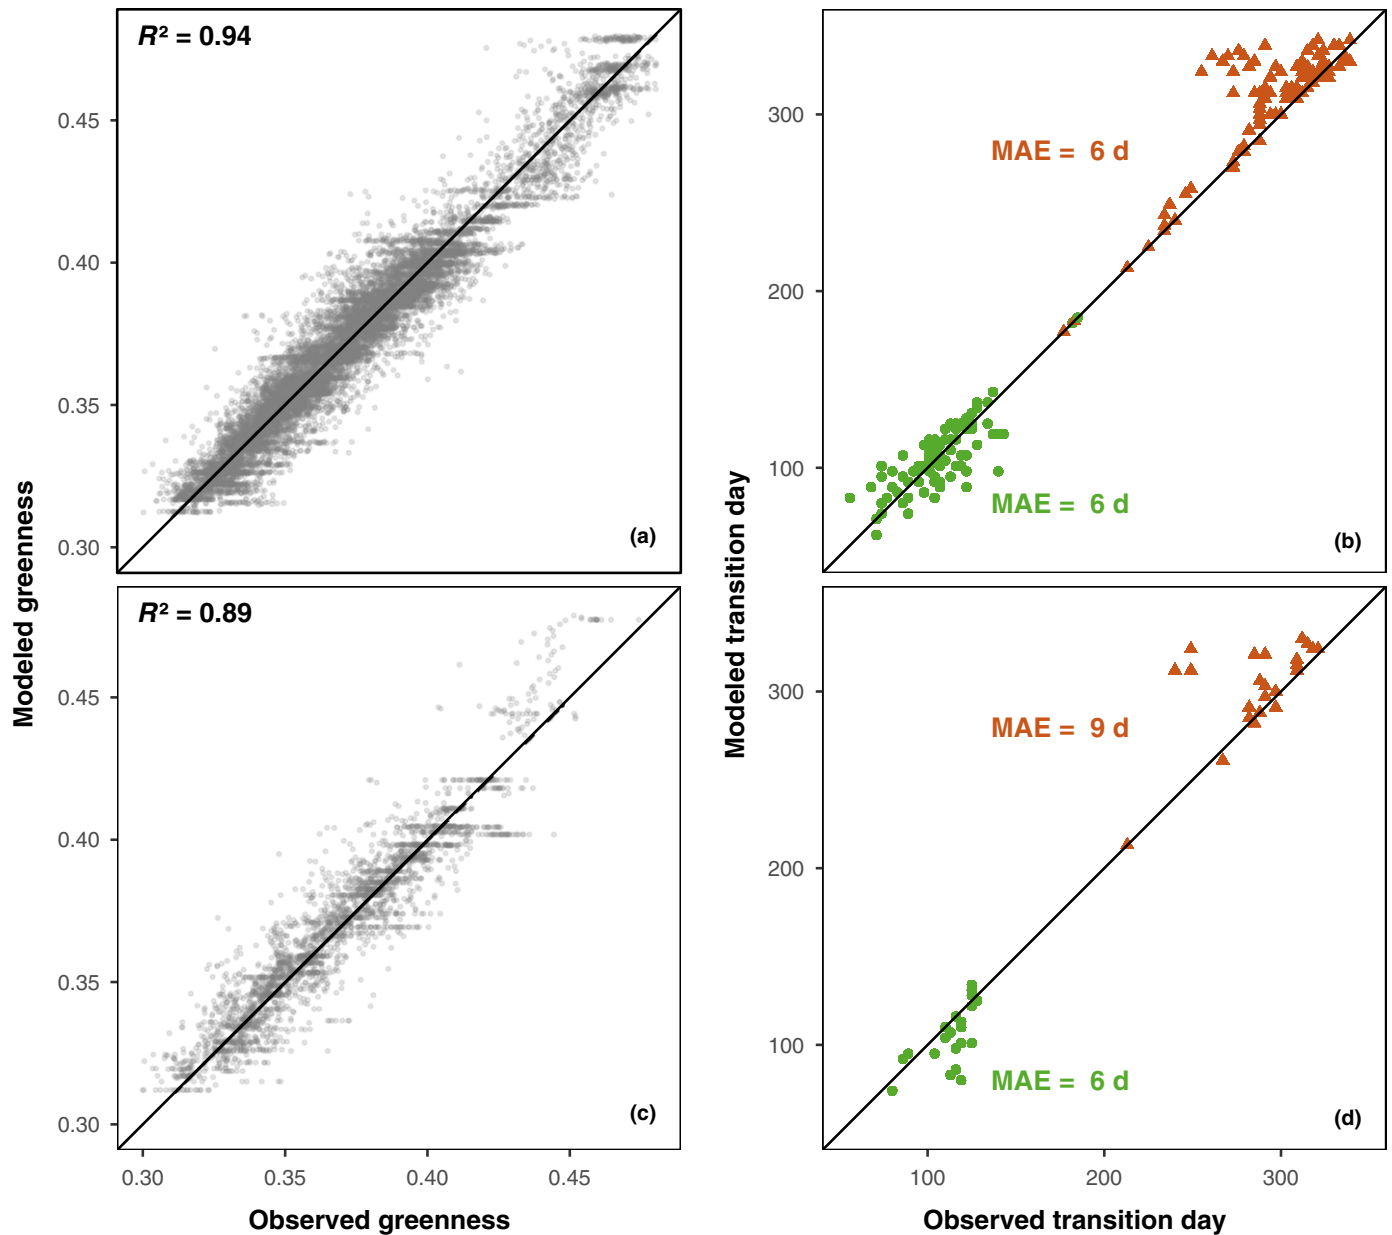 R² = 0.94
0.45
0.40
0.35
0.30
(a)
MAE = 6 d
300
200
100
MAE = 6 d
(b)
Modeled greenness
Modeled transition day
R² = 0.89
0.45
0.40
0.35
0.30
(c)
0.30 0.35 0.40 0.45
Observed greenness
MAE = 9 d
300
200
100
MAE = 6 d
(d)
100 200 300
Observed transition day